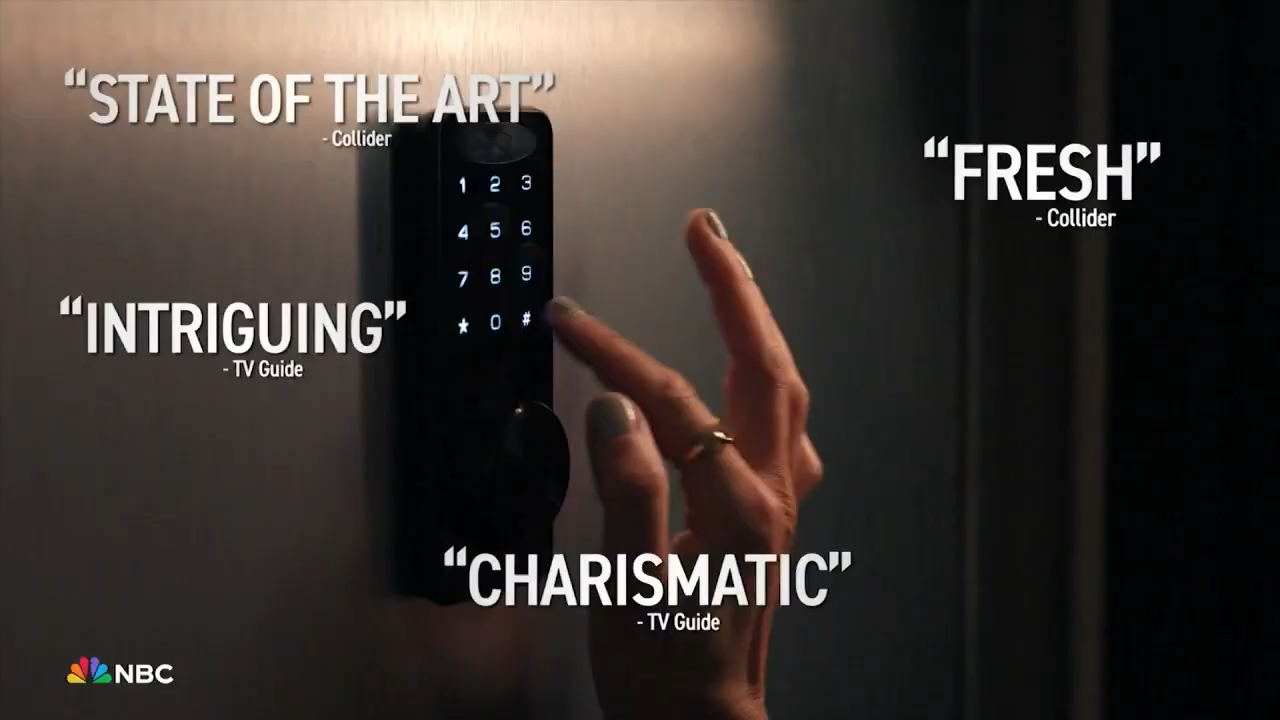 “STATE OF THE ART”
- Collider
“FRESH”
- Collider
1 2 3
4 5 6
7 8 9
* 0 #
“INTRIGUING”
- TV Guide
“CHARISMATIC”
- TV Guide
NBC